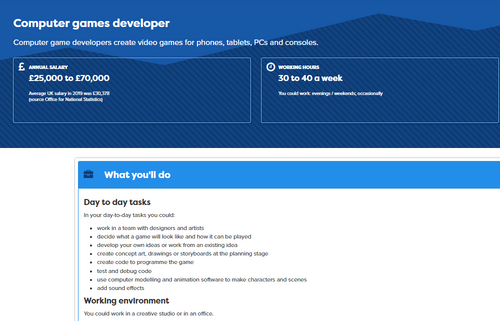 Computer games developer
Computer game developers create video games for phones, tablets, PCs and consoles.
£ ANNUAL SALARY
£25,000 to £70,000
Average UK salary in 2019 was £30,378
(source Office for National Statistics)
WORKING HOURS
30 to 40 a week
You could work: evenings / weekends; occasionally
What you'll do
Day to day tasks
In your day-to-day tasks you could:
work in a team with designers and artists
decide what a game will look like and how it can be played
develop your own ideas or work from an existing idea
create concept art, drawings or storyboards at the planning stage
create code to programme the game
test and debug code
use computer modelling and animation software to make characters and scenes
add sound effects
Working environment
You could work in a creative studio or in an office.